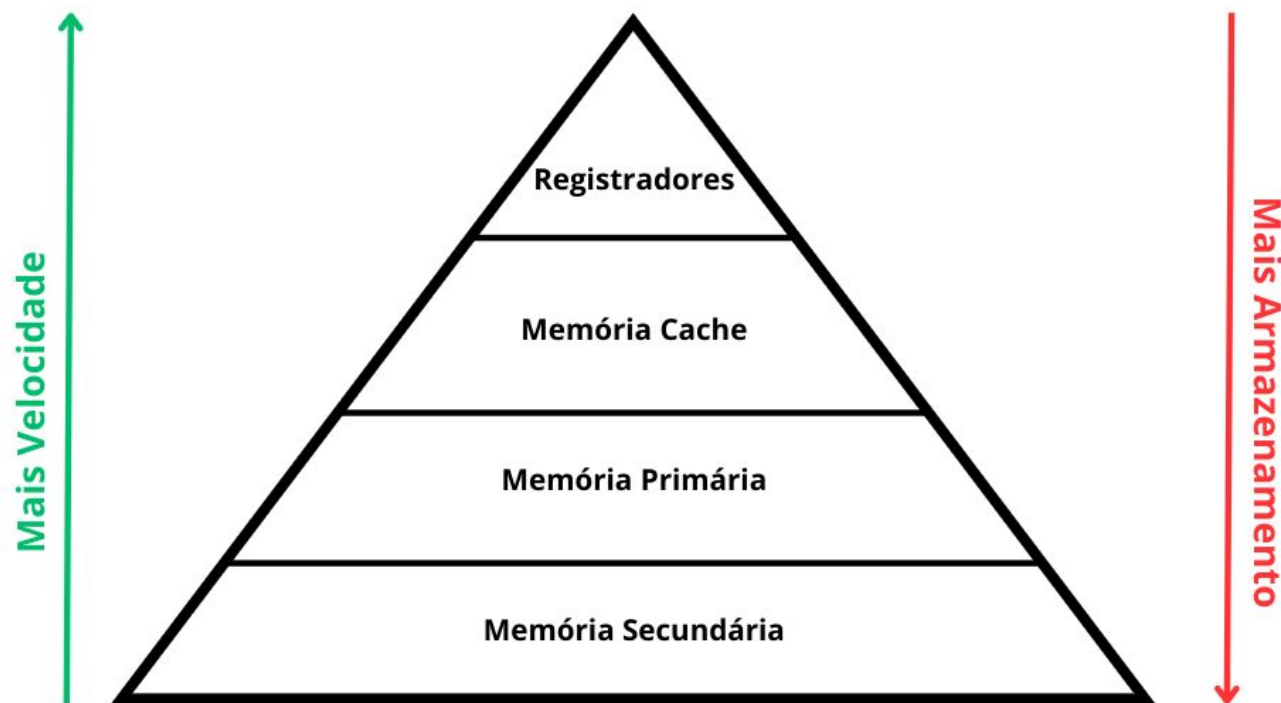 Mais Velocidade
Registradores
Memória Cache
Memória Primária
Memória Secundária
Mais Armazenamento